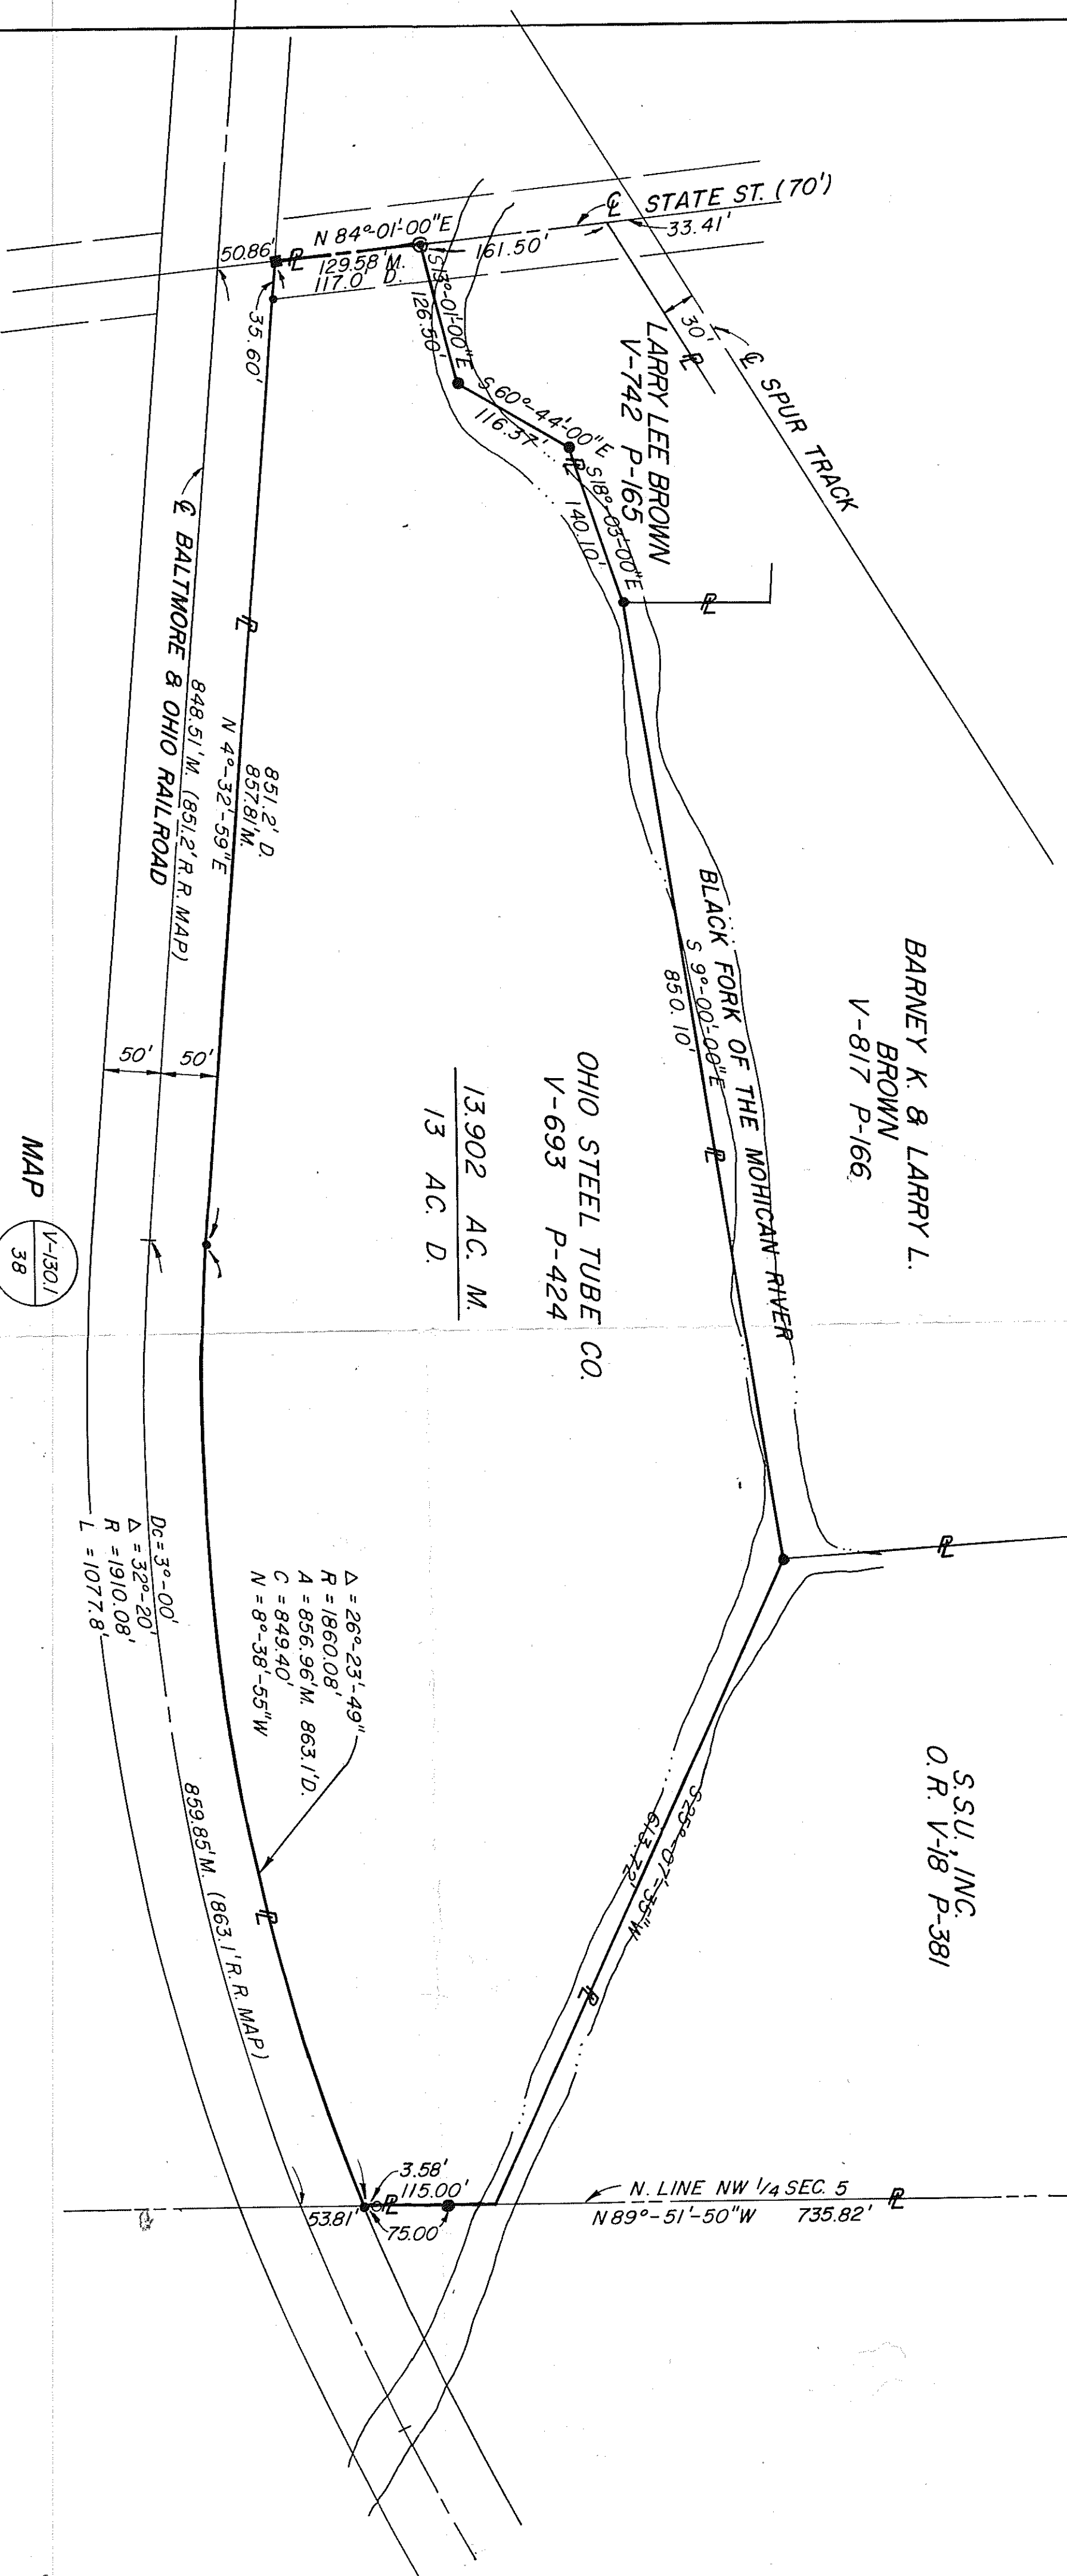 STATE ST. (70')
33.41'
℄
N 84°-01'-00"E
161.50'
50.86'
℄
129.58' M.
117.0' D.
S13°-01'-00"E
126.50'
35.60'
S 60°-44'-00"E
116.37'
S18°-03'-00"E
140.10'
30'
℄ SPUR TRACK
LARRY LEE BROWN
V-742 P-165
℄ BALTMORE & OHIO RAILROAD
848.51' M. (851.2' R.R. MAP)
N 4°-32'-59"E
851.2' D.
857.81' M.
50'
50'
BLACK FORK OF THE MOHICAN RIVER
S 9°-00'-00"E
850.10'
BARNEY K. & LARRY L.
BROWN
V-817 P-166
OHIO STEEL TUBE CO.
V-693 P-424
13.902 AC. M.
13 AC. D.
MAP
V-130.1
38
Dc = 3°-00'
Δ = 32°-20'
R = 1910.08'
L = 1077.8'
Δ = 26°-23'-49"
R = 1860.08'
A = 856.96' M. 863.1' D.
C = 849.40'
N = 8°-38'-55"W
859.85' M. (863.1' R.R. MAP)
S25°-07'-35"W
613.72'
S.S.U., INC.
O.R. V-18 P-381
3.58'
115.00'
N. LINE NW 1/4 SEC. 5
53.81'
75.00'
N 89°-51'-50"W 735.82'